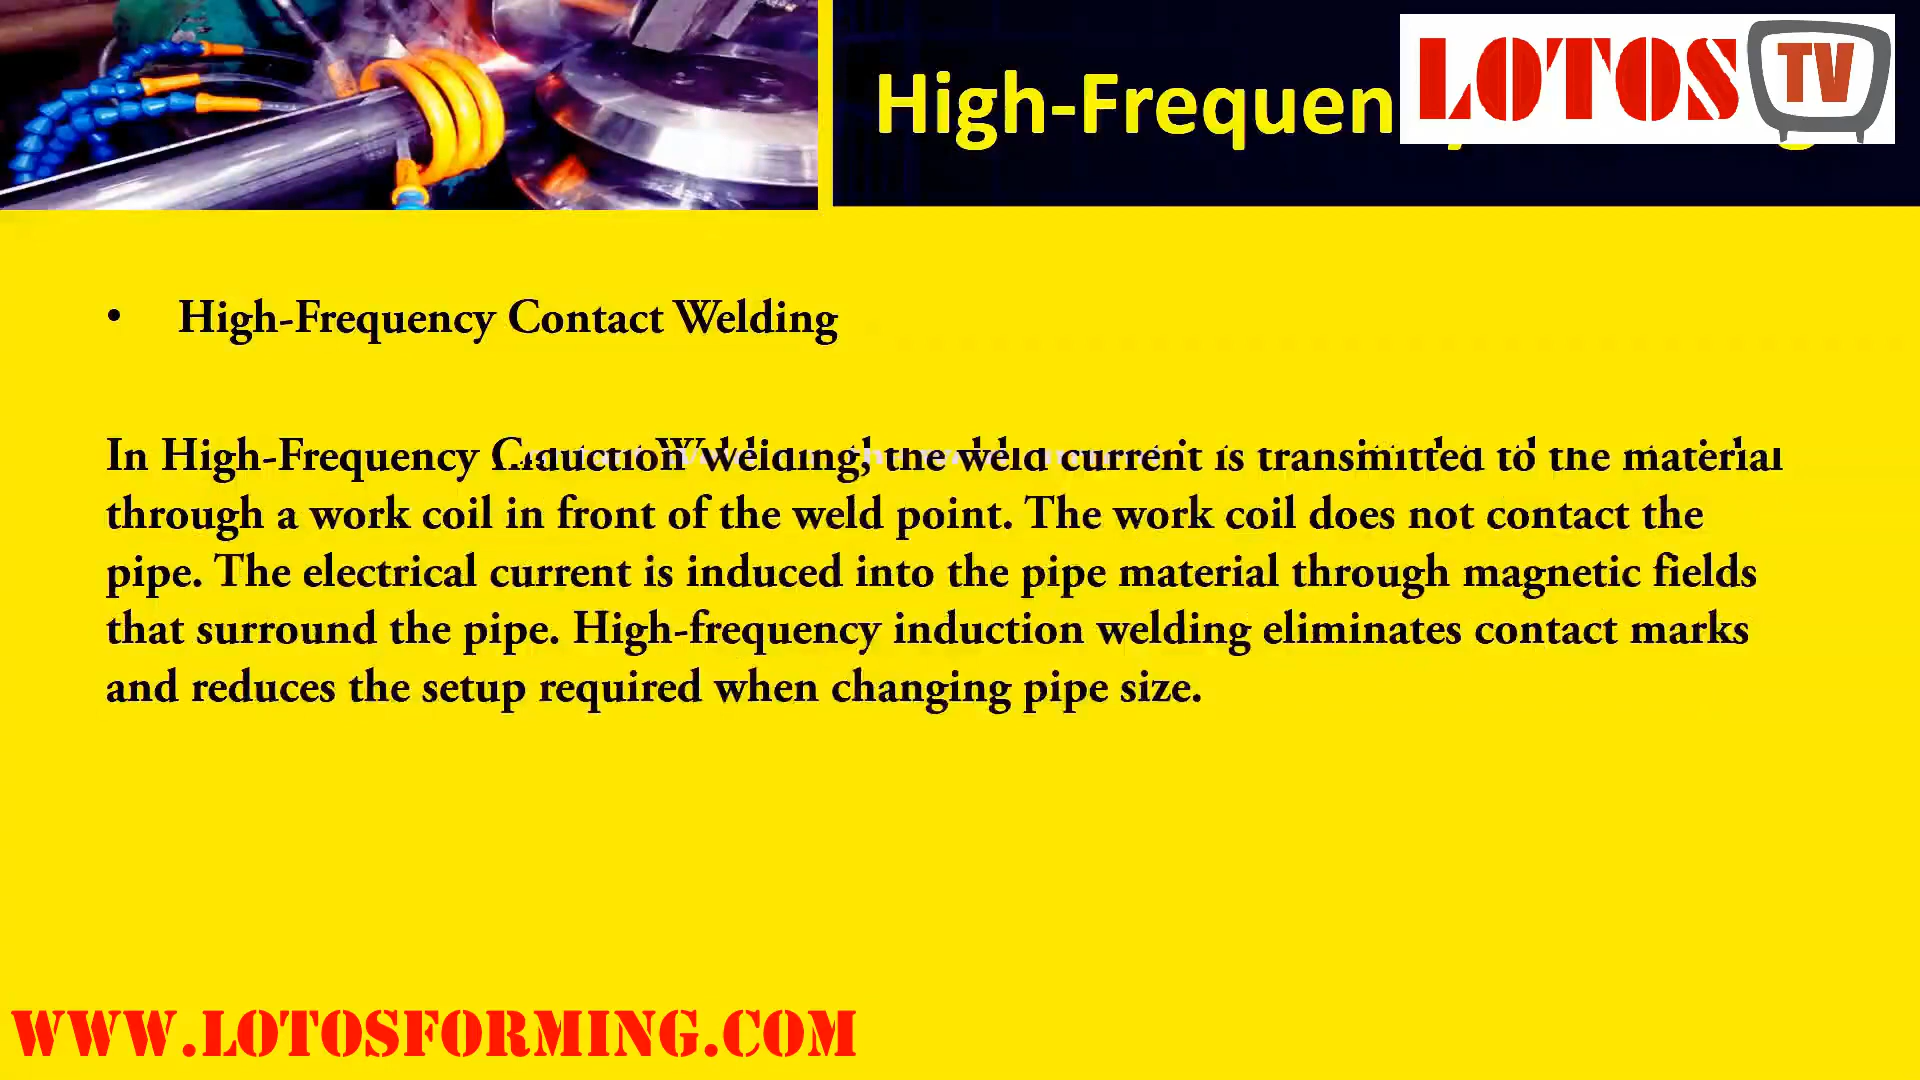 High-Frequen
LOTOS TV
• High-Frequency Contact Welding
In High-Frequency Welding, the weld current is transmitted to the material
through a work coil in front of the weld point. The work coil does not contact the
pipe. The electrical current is induced into the pipe material through magnetic fields
that surround the pipe. High-frequency induction welding eliminates contact marks
and reduces the setup required when changing pipe size.
WWW.LOTOSFORMING.COM